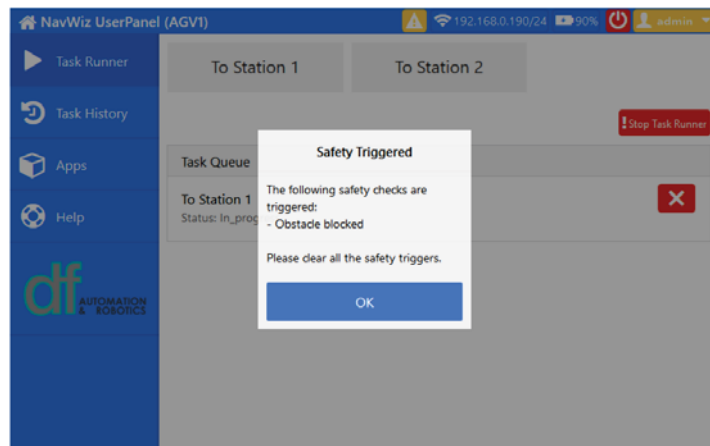 NavWiz UserPanel (AGV1)
192.168.0.190/24
90%
admin
Task Runner
Task History
Apps
Help
df AUTOMATION
& ROBOTICS
To Station 1
To Station 2
! Stop Task Runner
Task Queue
To Station 1
Status: In_prog
Safety Triggered
The following safety checks are
triggered:
- Obstacle blocked
Please clear all the safety triggers.
OK